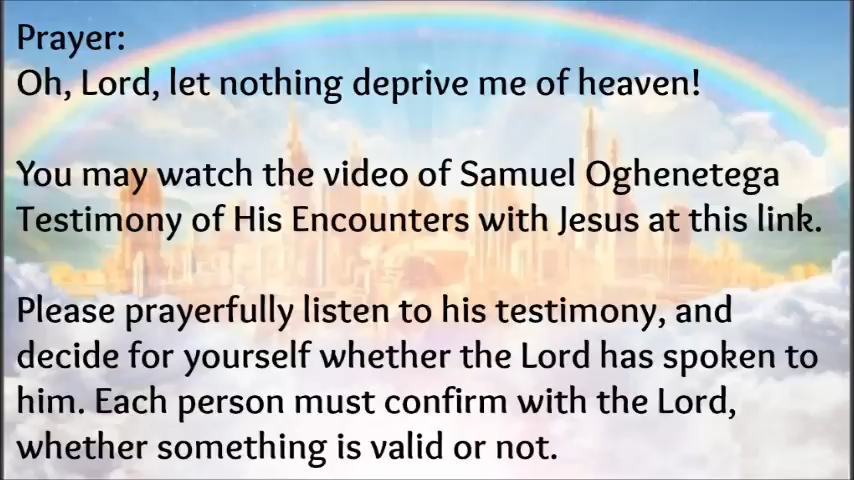 Prayer:
Oh, Lord, let nothing deprive me of heaven!
You may watch the video of Samuel Oghenetega
Testimony of His Encounters with Jesus at this link.
Please prayerfully listen to his testimony, and
decide for yourself whether the Lord has spoken to
him. Each person must confirm with the Lord,
whether something is valid or not.